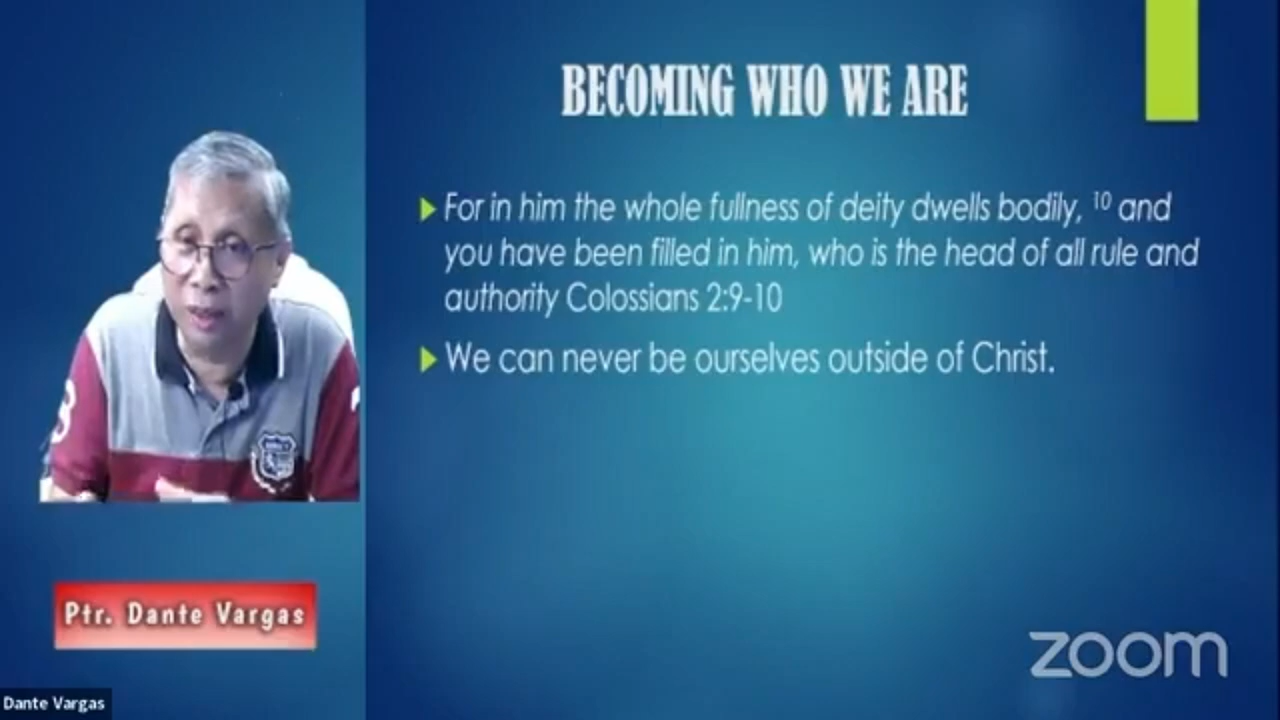 BECOMING WHO WE ARE
For in him the whole fullness of deity dwells bodily, ¹⁰ and
you have been filled in him, who is the head of all rule and
authority Colossians 2:9-10
We can never be ourselves outside of Christ.
Ptr. Dante Vargas
zoom
Dante Vargas